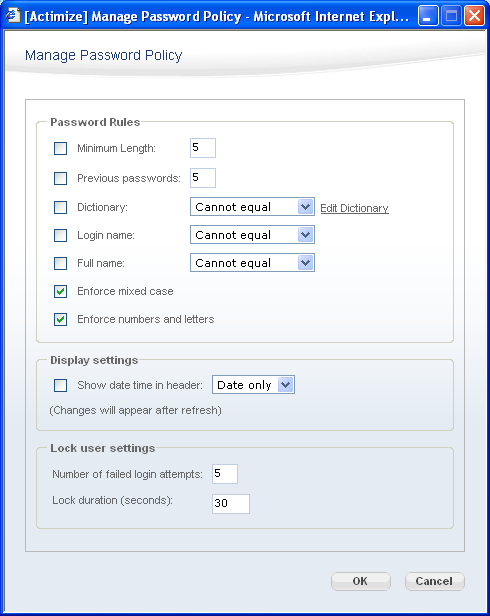 [Actimize] Manage Password Policy - Microsoft Internet Expl...
Manage Password Policy
Password Rules
Minimum Length: 5
Previous passwords: 5
Dictionary: Cannot equal Edit Dictionary
Login name: Cannot equal
Full name: Cannot equal
Enforce mixed case
Enforce numbers and letters
Display settings
Show date time in header: Date only
(Changes will appear after refresh)
Lock user settings
Number of failed login attempts: 5
Lock duration (seconds): 30
OK Cancel